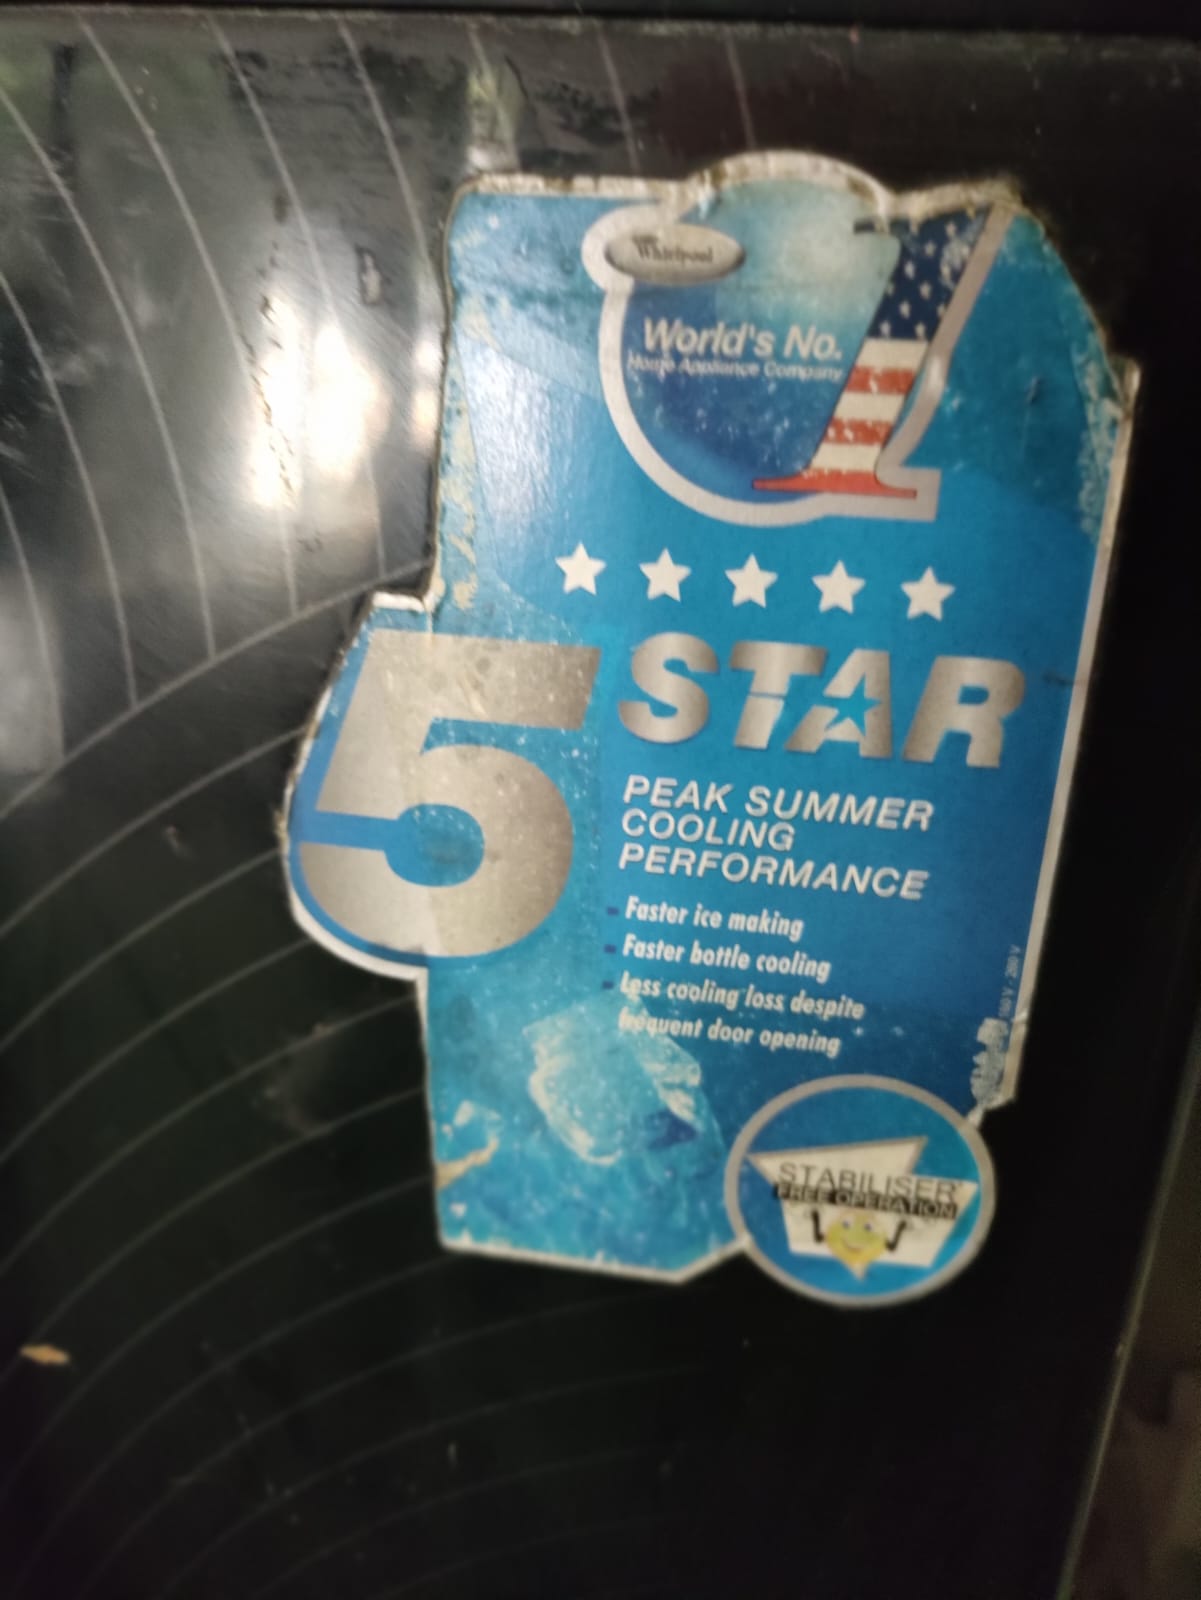 Whirlpool
World's No. 1
Home Appliance Company
5 STAR
PEAK SUMMER
COOLING
PERFORMANCE
- Faster ice making
- Faster bottle cooling
- Less cooling loss despite
frequent door opening
STABILISER
FREE OPERATION